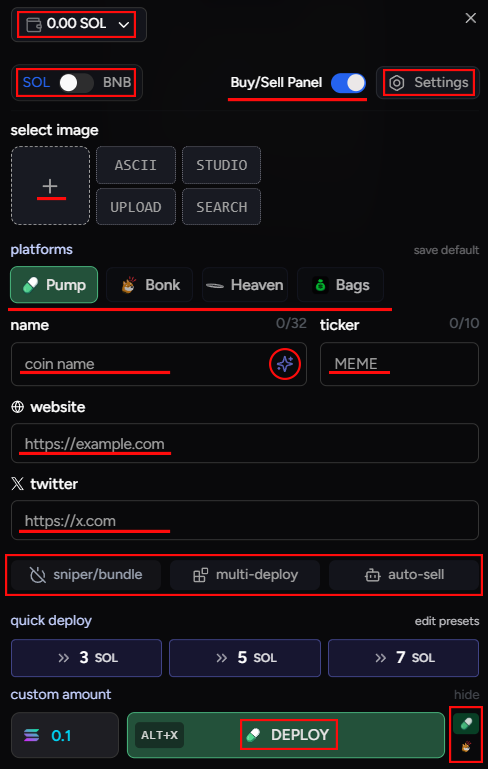 0.00 SOL
SOL BNB Buy/Sell Panel Settings
select image
ASCII STUDIO
UPLOAD SEARCH
platforms save default
Pump Bonk Heaven Bags
name 0/32 ticker 0/10
coin name MEME
website
https://example.com
twitter
https://x.com
sniper/bundle multi-deploy auto-sell
quick deploy edit presets
3 SOL 5 SOL 7 SOL
custom amount hide
0.1 ALT+X DEPLOY